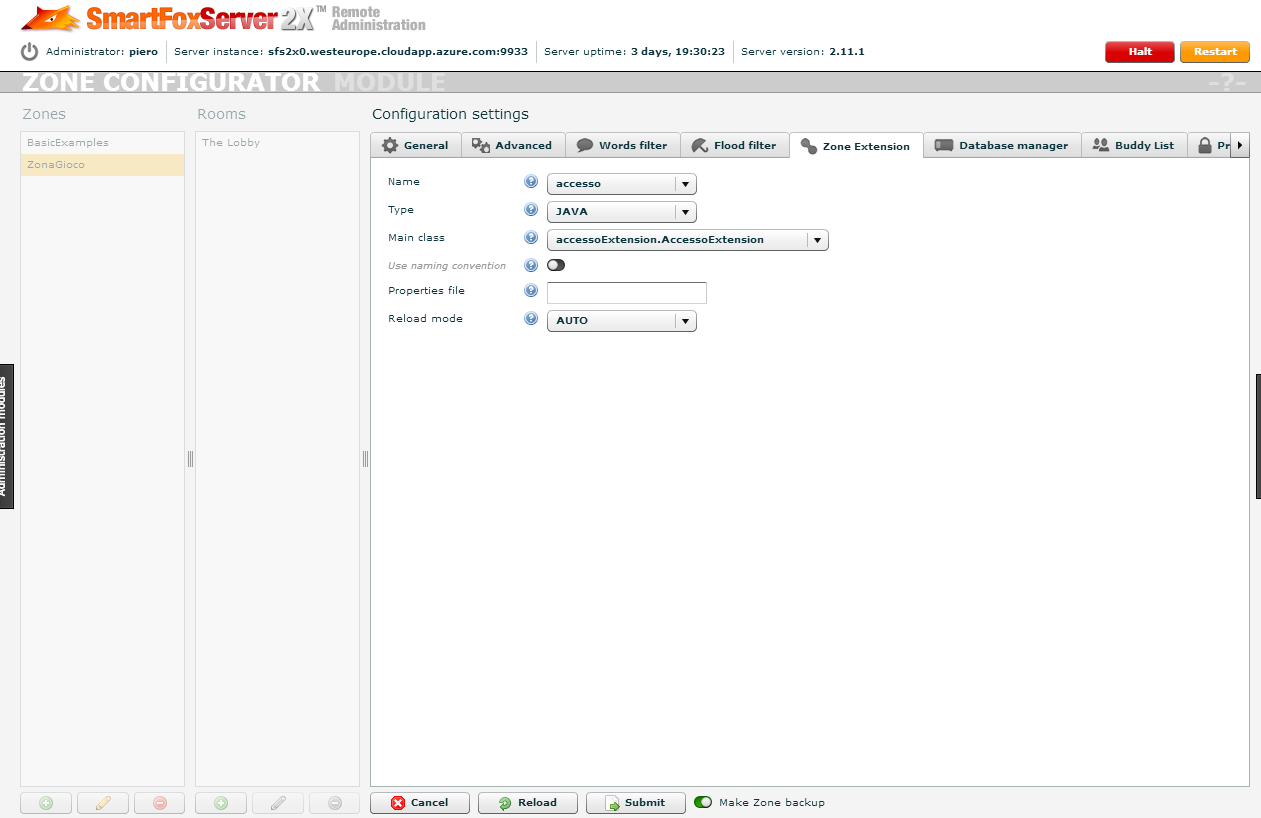 SmartFoxServer 2X™ Remote
Administration
Administrator: piero Server instance: sfs2x0.westeurope.cloudapp.azure.com:9933 Server uptime: 3 days, 19:30:23 Server version: 2.11.1 Halt Restart
ZONE CONFIGURATOR MODULE -?-
Zones Rooms Configuration settings
BasicExamples The Lobby
ZonaGioco
General Advanced Words filter Flood filter Zone Extension Database manager Buddy List Pr
Name accesso
Type JAVA
Main class accessoExtension.AccessoExtension
Use naming convention
Properties file
Reload mode AUTO
Administration modules
Cancel Reload Submit Make Zone backup